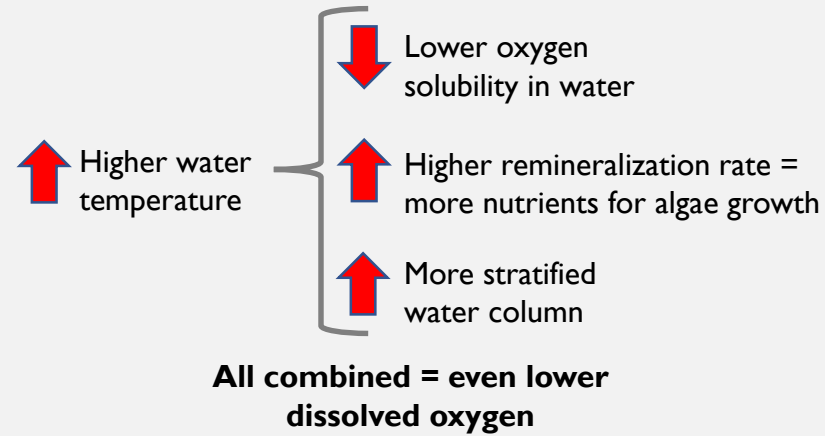 Lower oxygen
solubility in water
Higher water
temperature
Higher remineralization rate =
more nutrients for algae growth
More stratified
water column
All combined = even lower
dissolved oxygen